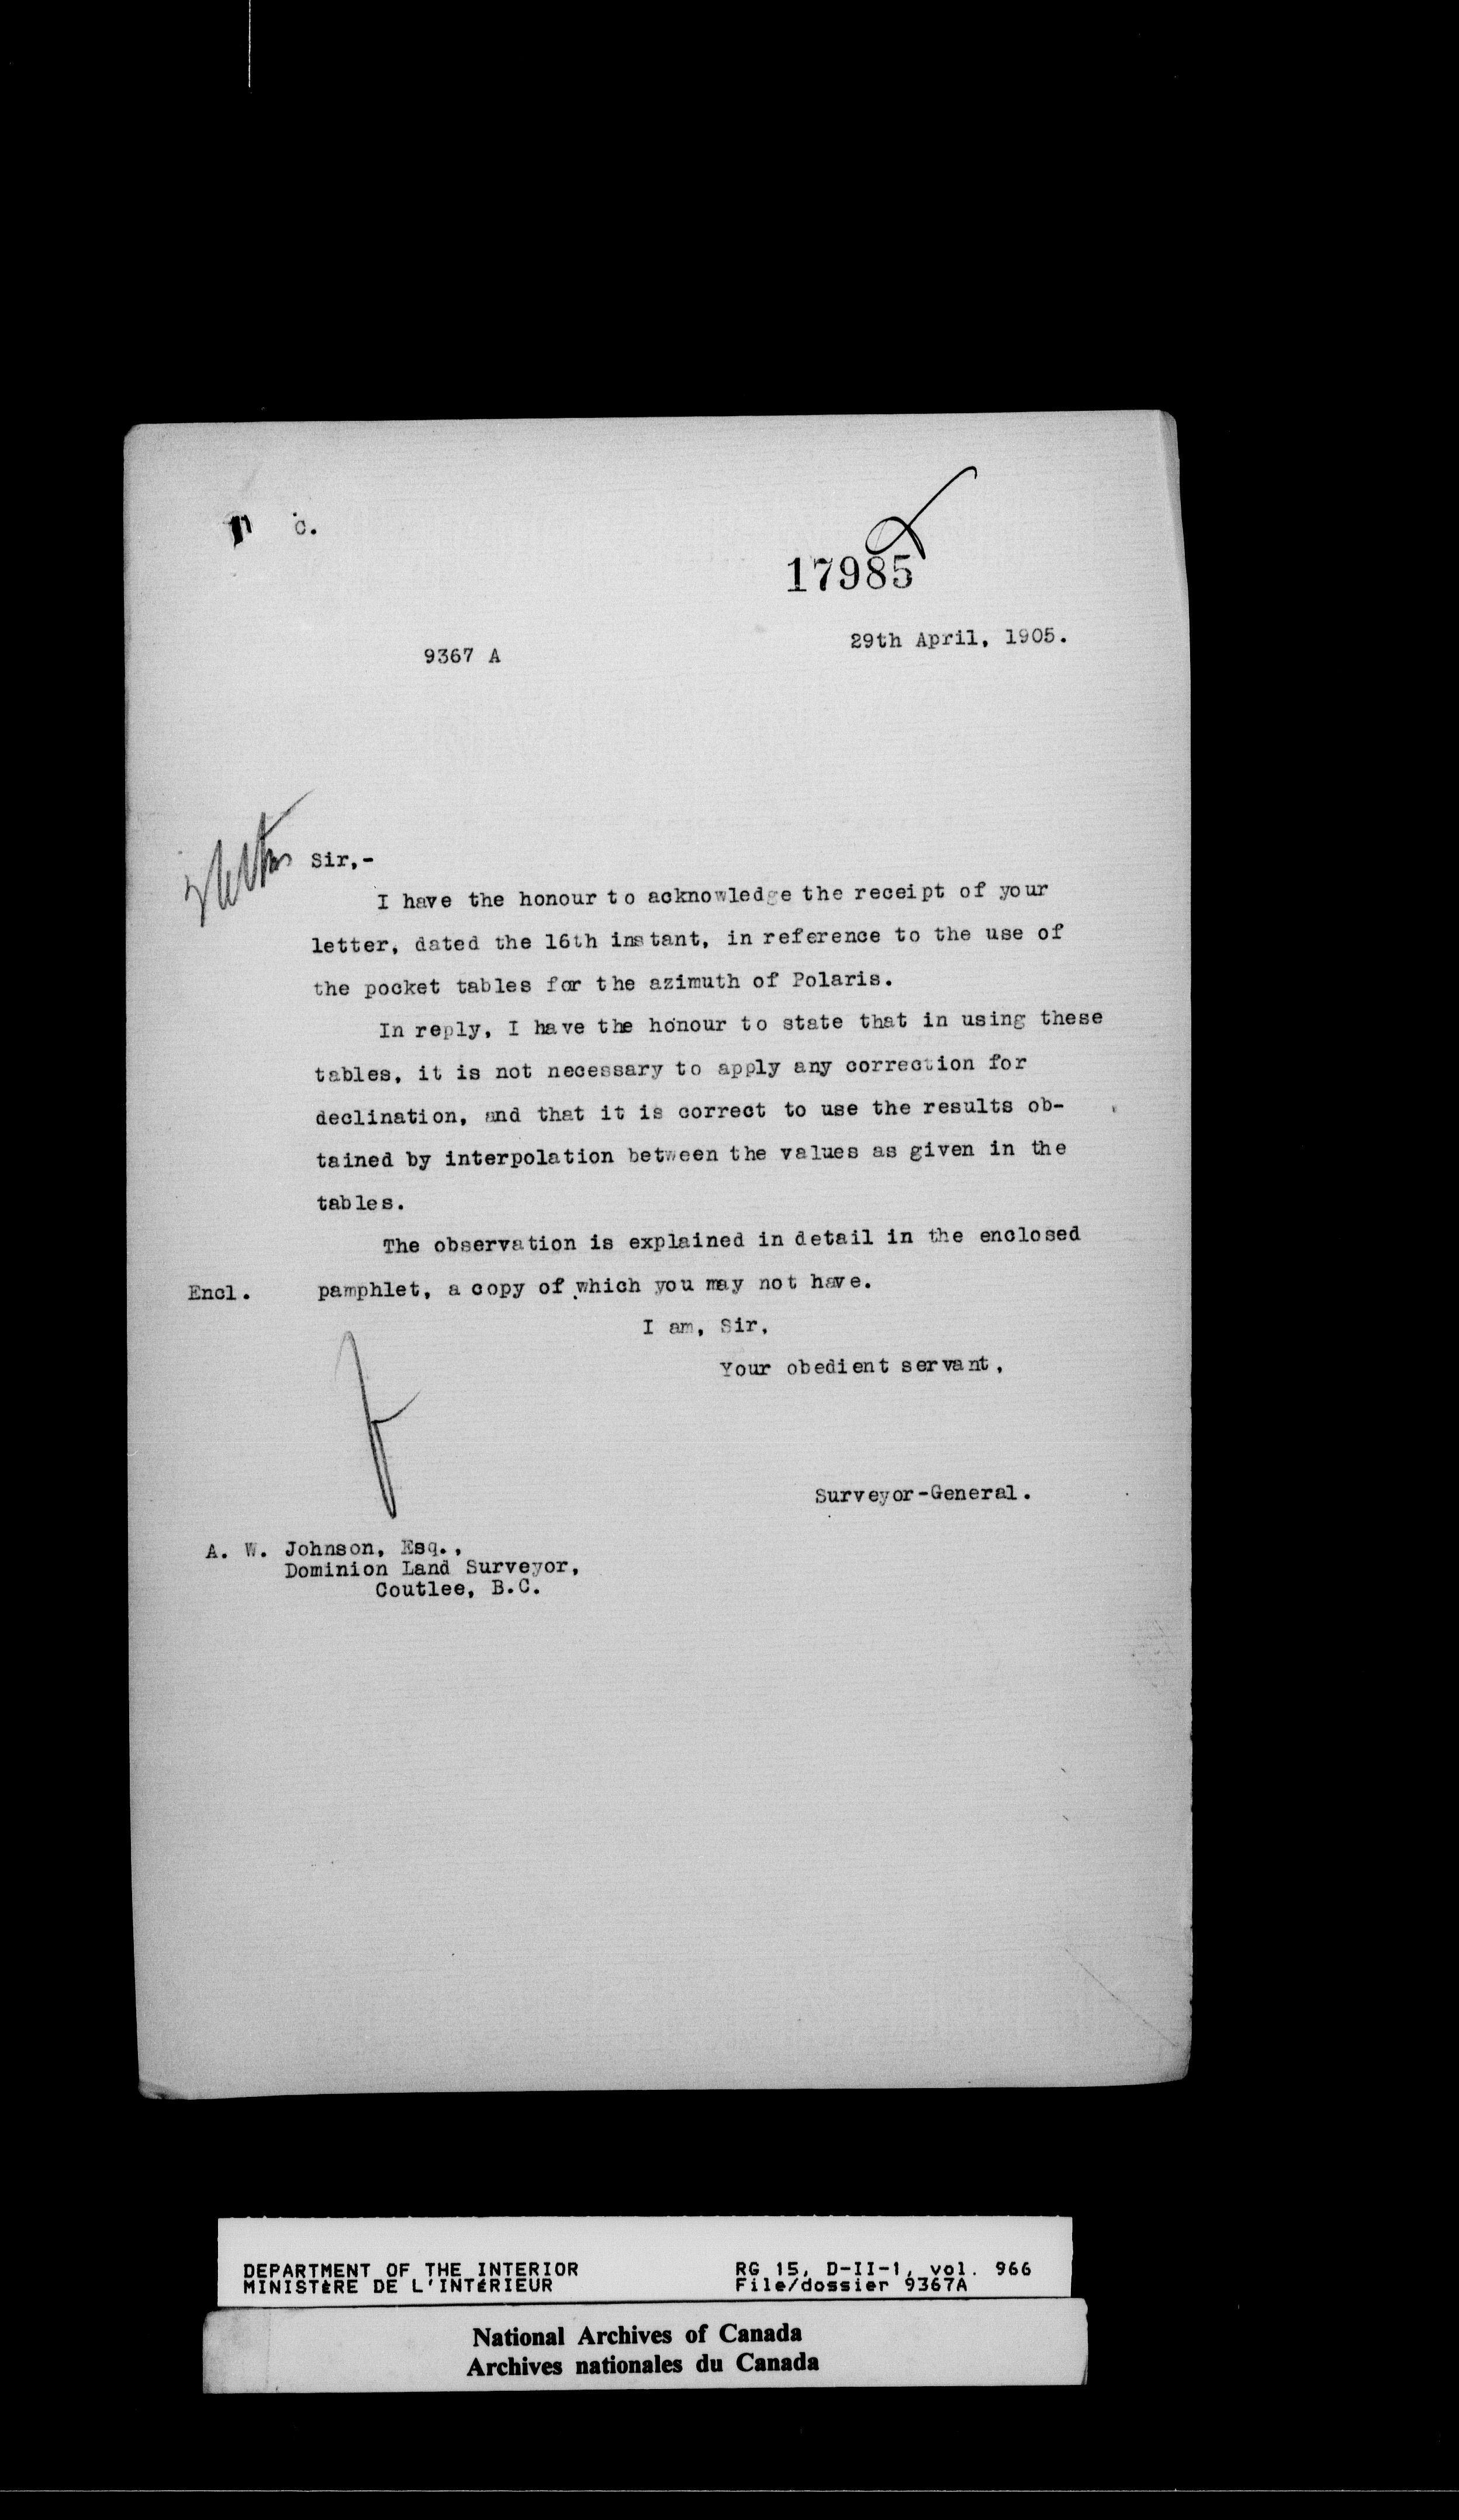 c.
17985
29th April, 1905.
9367 A
Sir,-
I have the honour to acknowledge the receipt of your
letter, dated the 16th instant, in reference to the use of
the pocket tables for the azimuth of Polaris.
In reply, I have the honour to state that in using these
tables, it is not necessary to apply any correction for
declination, and that it is correct to use the results ob-
tained by interpolation between the values as given in the
tables.
The observation is explained in detail in the enclosed
Encl. pamphlet, a copy of which you may not have.
I am, Sir,
Your obedient servant,
Surveyor-General.
A. W. Johnson, Esq.,
Dominion Land Surveyor,
Coutlee, B.C.
DEPARTMENT OF THE INTERIOR RG 15, D-II-1, vol. 966
MINISTÈRE DE L'INTÉRIEUR File/dossier 9367A
National Archives of Canada
Archives nationales du Canada